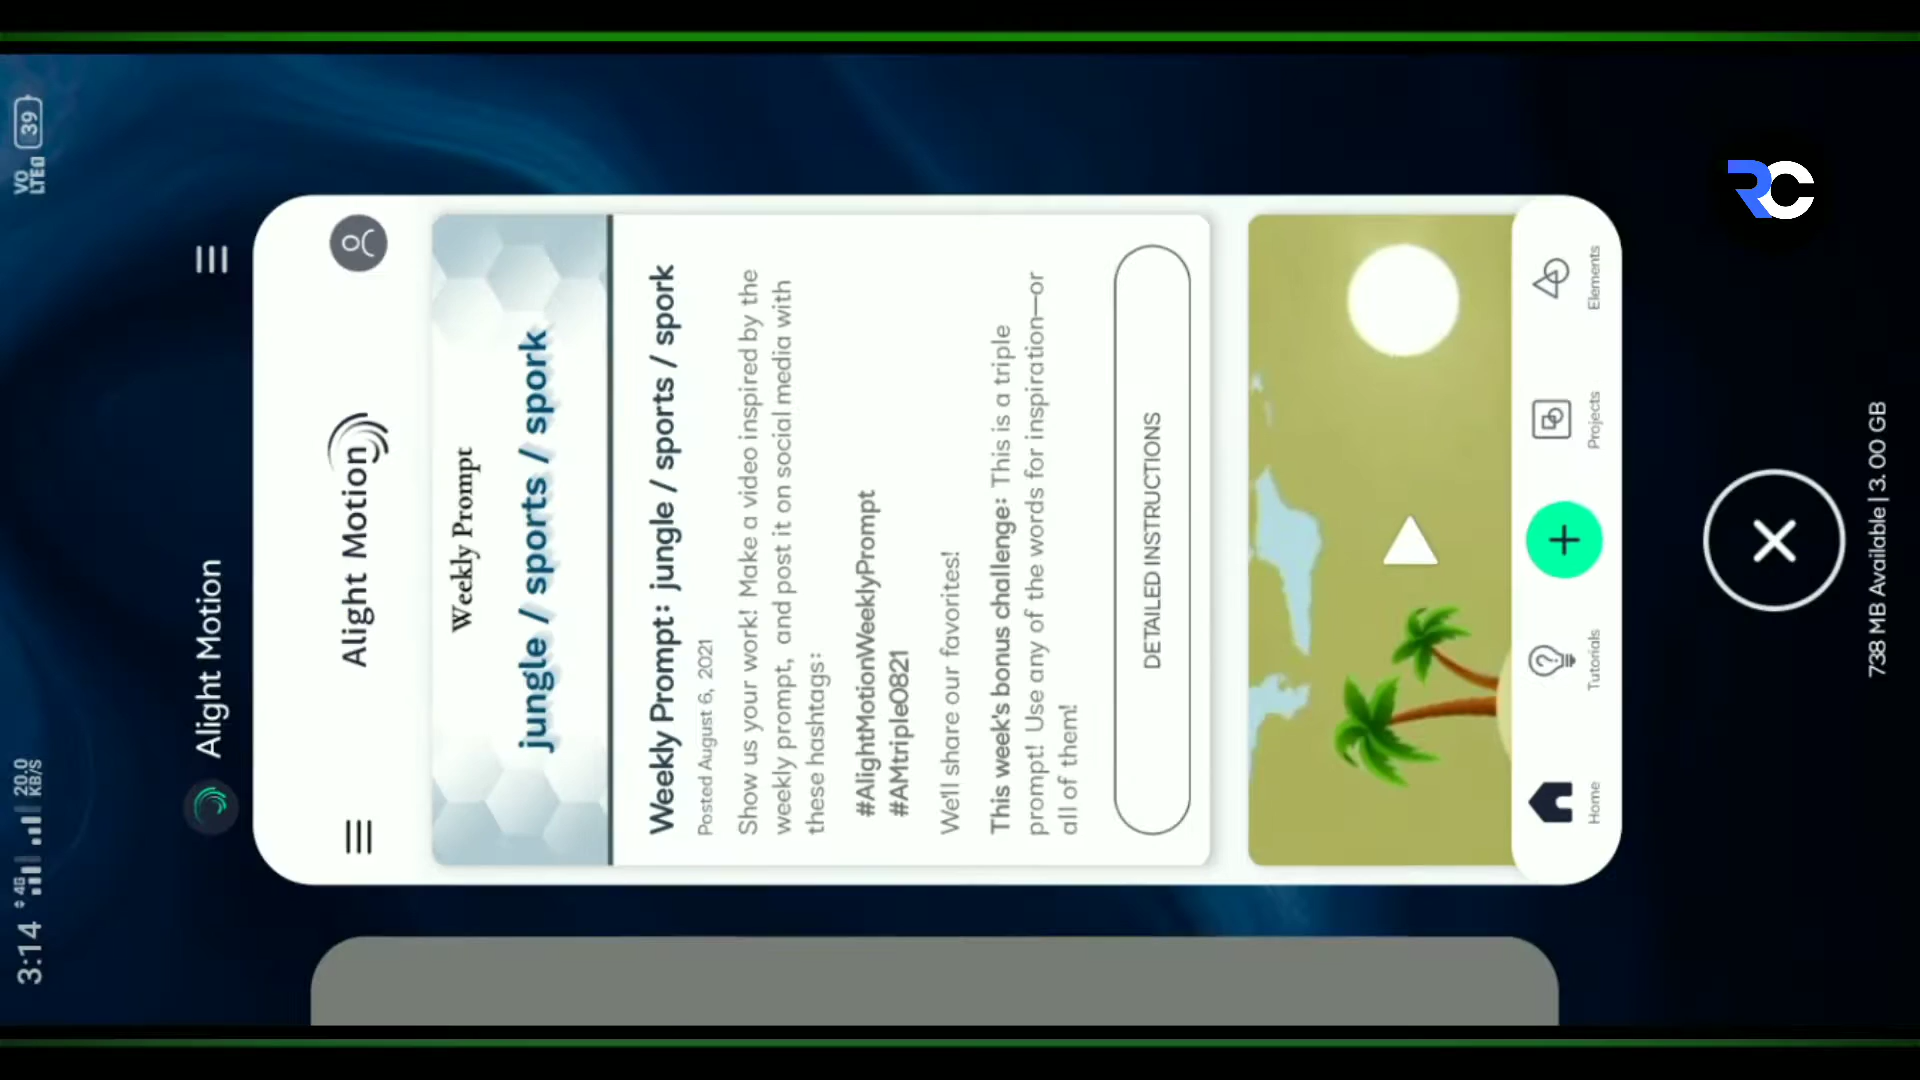 3:14 4G 20.0 KB/S VO LTE 39
Alight Motion
Alight Motion
Weekly Prompt
jungle / sports / spork
Weekly Prompt: jungle / sports / spork
Posted August 6, 2021
Show us your work! Make a video inspired by the
weekly prompt, and post it on social media with
these hashtags:
#AlightMotionWeeklyPrompt
#AMtriple0821
We'll share our favorites!
This week's bonus challenge: This is a triple
prompt! Use any of the words for inspiration—or
all of them!
DETAILED INSTRUCTIONS
Home Tutorials Projects Elements
738 MB Available | 3.00 GB
RC